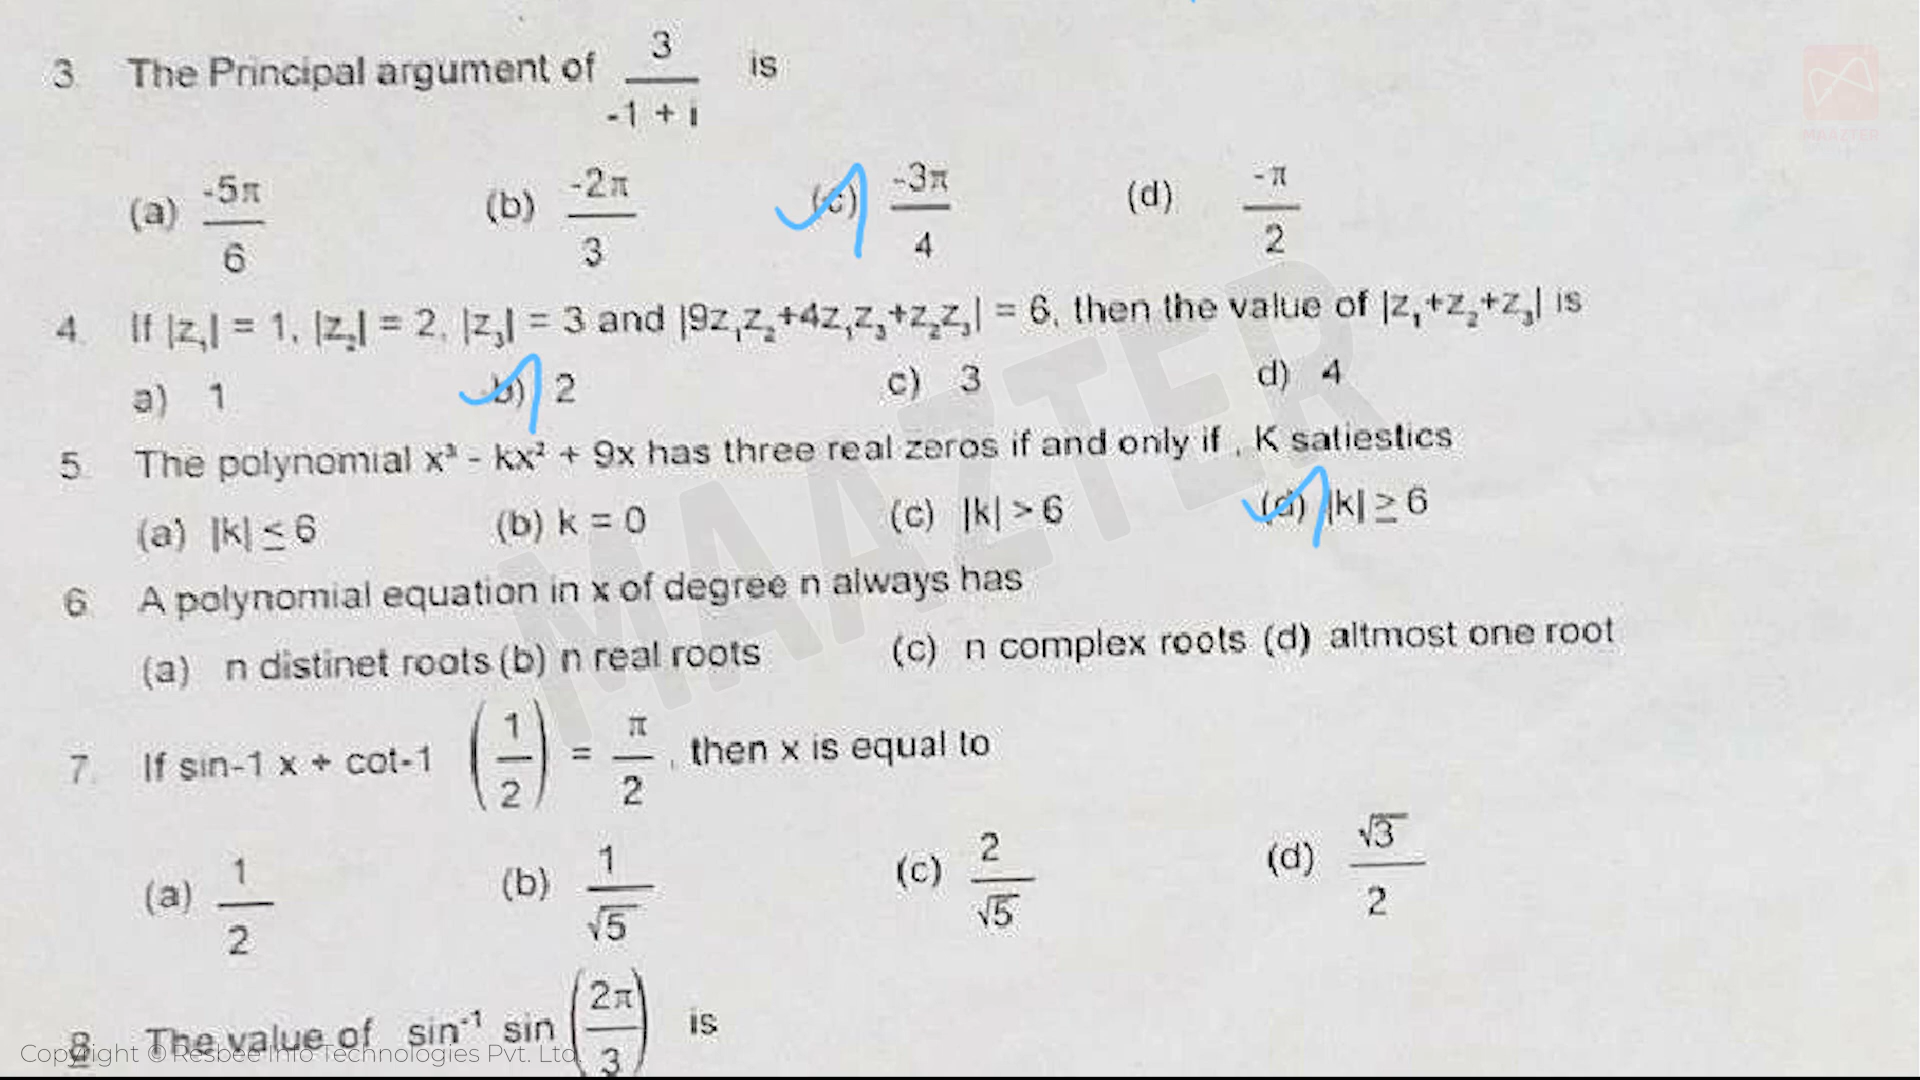 3. The Principal argument of 3 / -1 + i is
(a) -5π / 6 (b) -2π / 3 (c) -3π / 4 (d) -π / 2
4. If |z₁| = 1, |z₂| = 2, |z₃| = 3 and |9z₁z₂+4z₁z₃+z₂z₃| = 6, then the value of |z₁+z₂+z₃| is
a) 1 b) 2 c) 3 d) 4
5. The polynomial x³ - kx² + 9x has three real zeros if and only if , K satiestics
(a) |k| ≤ 6 (b) k = 0 (c) |k| > 6 (d) |k| ≥ 6
6 A polynomial equation in x of degree n always has
(a) n distinet roots (b) n real roots (c) n complex roots (d) altmost one root
7. If sin-1 x + cot-1 (1/2) = π/2 , then x is equal to
(a) 1 / 2 (b) 1 / √5 (c) 2 / √5 (d) √3 / 2
8 The value of sin⁻¹ sin (2π/3) is
MAAZTER
MAAZTER
Copyright © Resbee Info Technologies Pvt. Ltd.